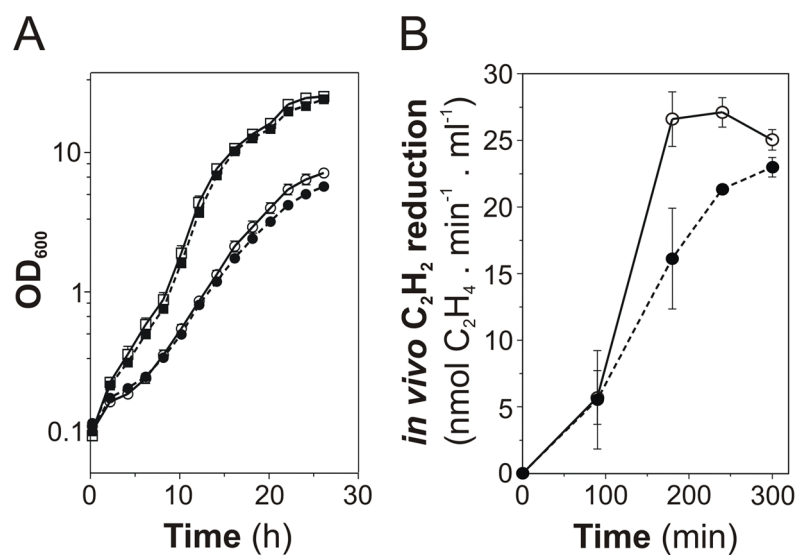 A
OD600
10
1
0.1
0
10
20
30
Time (h)
B
in vivo C2H2 reduction
(nmol C2H4 . min-1 . ml-1)
30
25
20
15
10
5
0
0
100
200
300
Time (min)